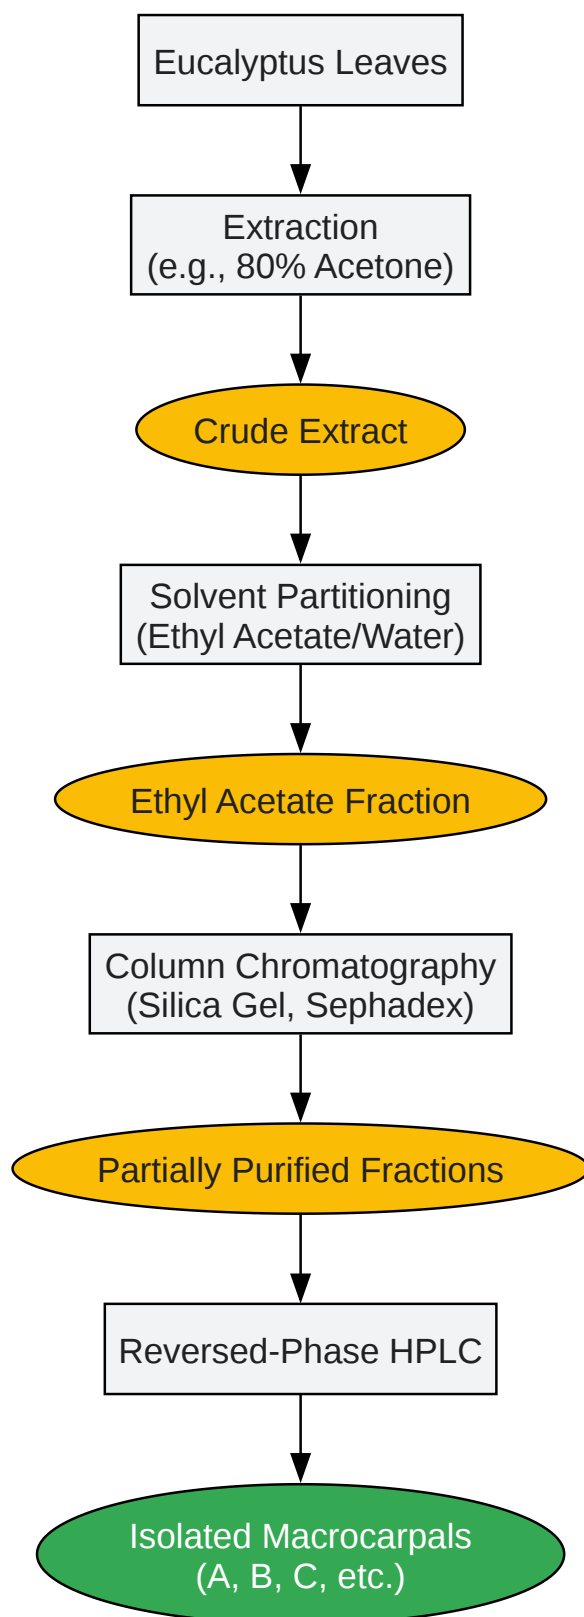 Eucalyptus Leaves
Extraction
(e.g., 80% Acetone)
Crude Extract
Solvent Partitioning
(Ethyl Acetate/Water)
Ethyl Acetate Fraction
Column Chromatography
(Silica Gel, Sephadex)
Partially Purified Fractions
Reversed-Phase HPLC
Isolated Macrocarpals
(A, B, C, etc.)